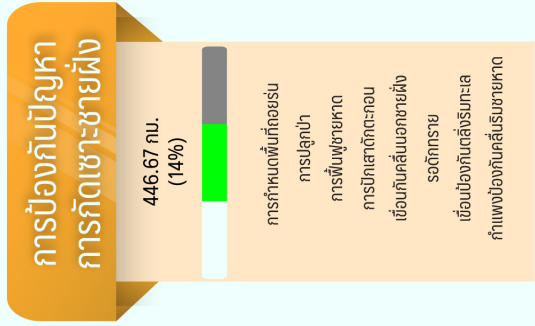 การป้องกันปัญหา
การกัดเซาะชายฝั่ง
446.67 กม.
(14%)
การกำหนดพื้นที่ถอยร่น
การปลูกป่า
การฟื้นฟูชายหาด
การปักเสาดักตะกอน
เขื่อนกันคลื่นนอกชายฝั่ง
รอดักทราย
เขื่อนป้องกันตลิ่งริมทะเล
กำแพงป้องกันคลื่นริมชายหาด